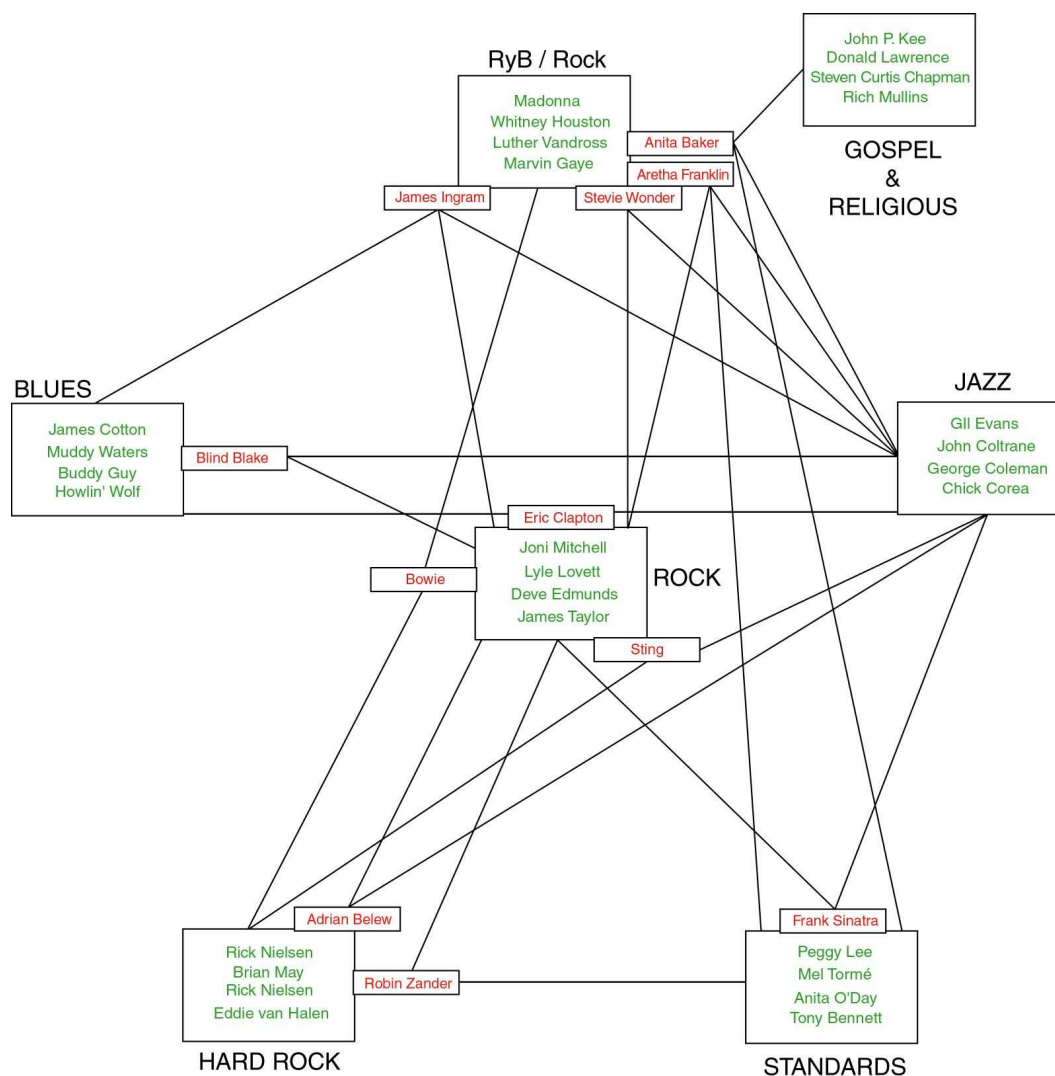 John P. Kee
Donald Lawrence
Steven Curtis Chapman
Rich Mullins
GOSPEL
&
RELIGIOUS
RyB / Rock
Madonna
Whitney Houston
Luther Vandross
Marvin Gaye
Anita Baker
Aretha Franklin
James Ingram
Stevie Wonder
BLUES
James Cotton
Muddy Waters
Buddy Guy
Howlin' Wolf
Blind Blake
JAZZ
GIl Evans
John Coltrane
George Coleman
Chick Corea
Eric Clapton
Joni Mitchell
Lyle Lovett
Deve Edmunds
James Taylor
ROCK
Bowie
Sting
Adrian Belew
Rick Nielsen
Brian May
Rick Nielsen
Eddie van Halen
Robin Zander
HARD ROCK
Frank Sinatra
Peggy Lee
Mel Tormé
Anita O'Day
Tony Bennett
STANDARDS